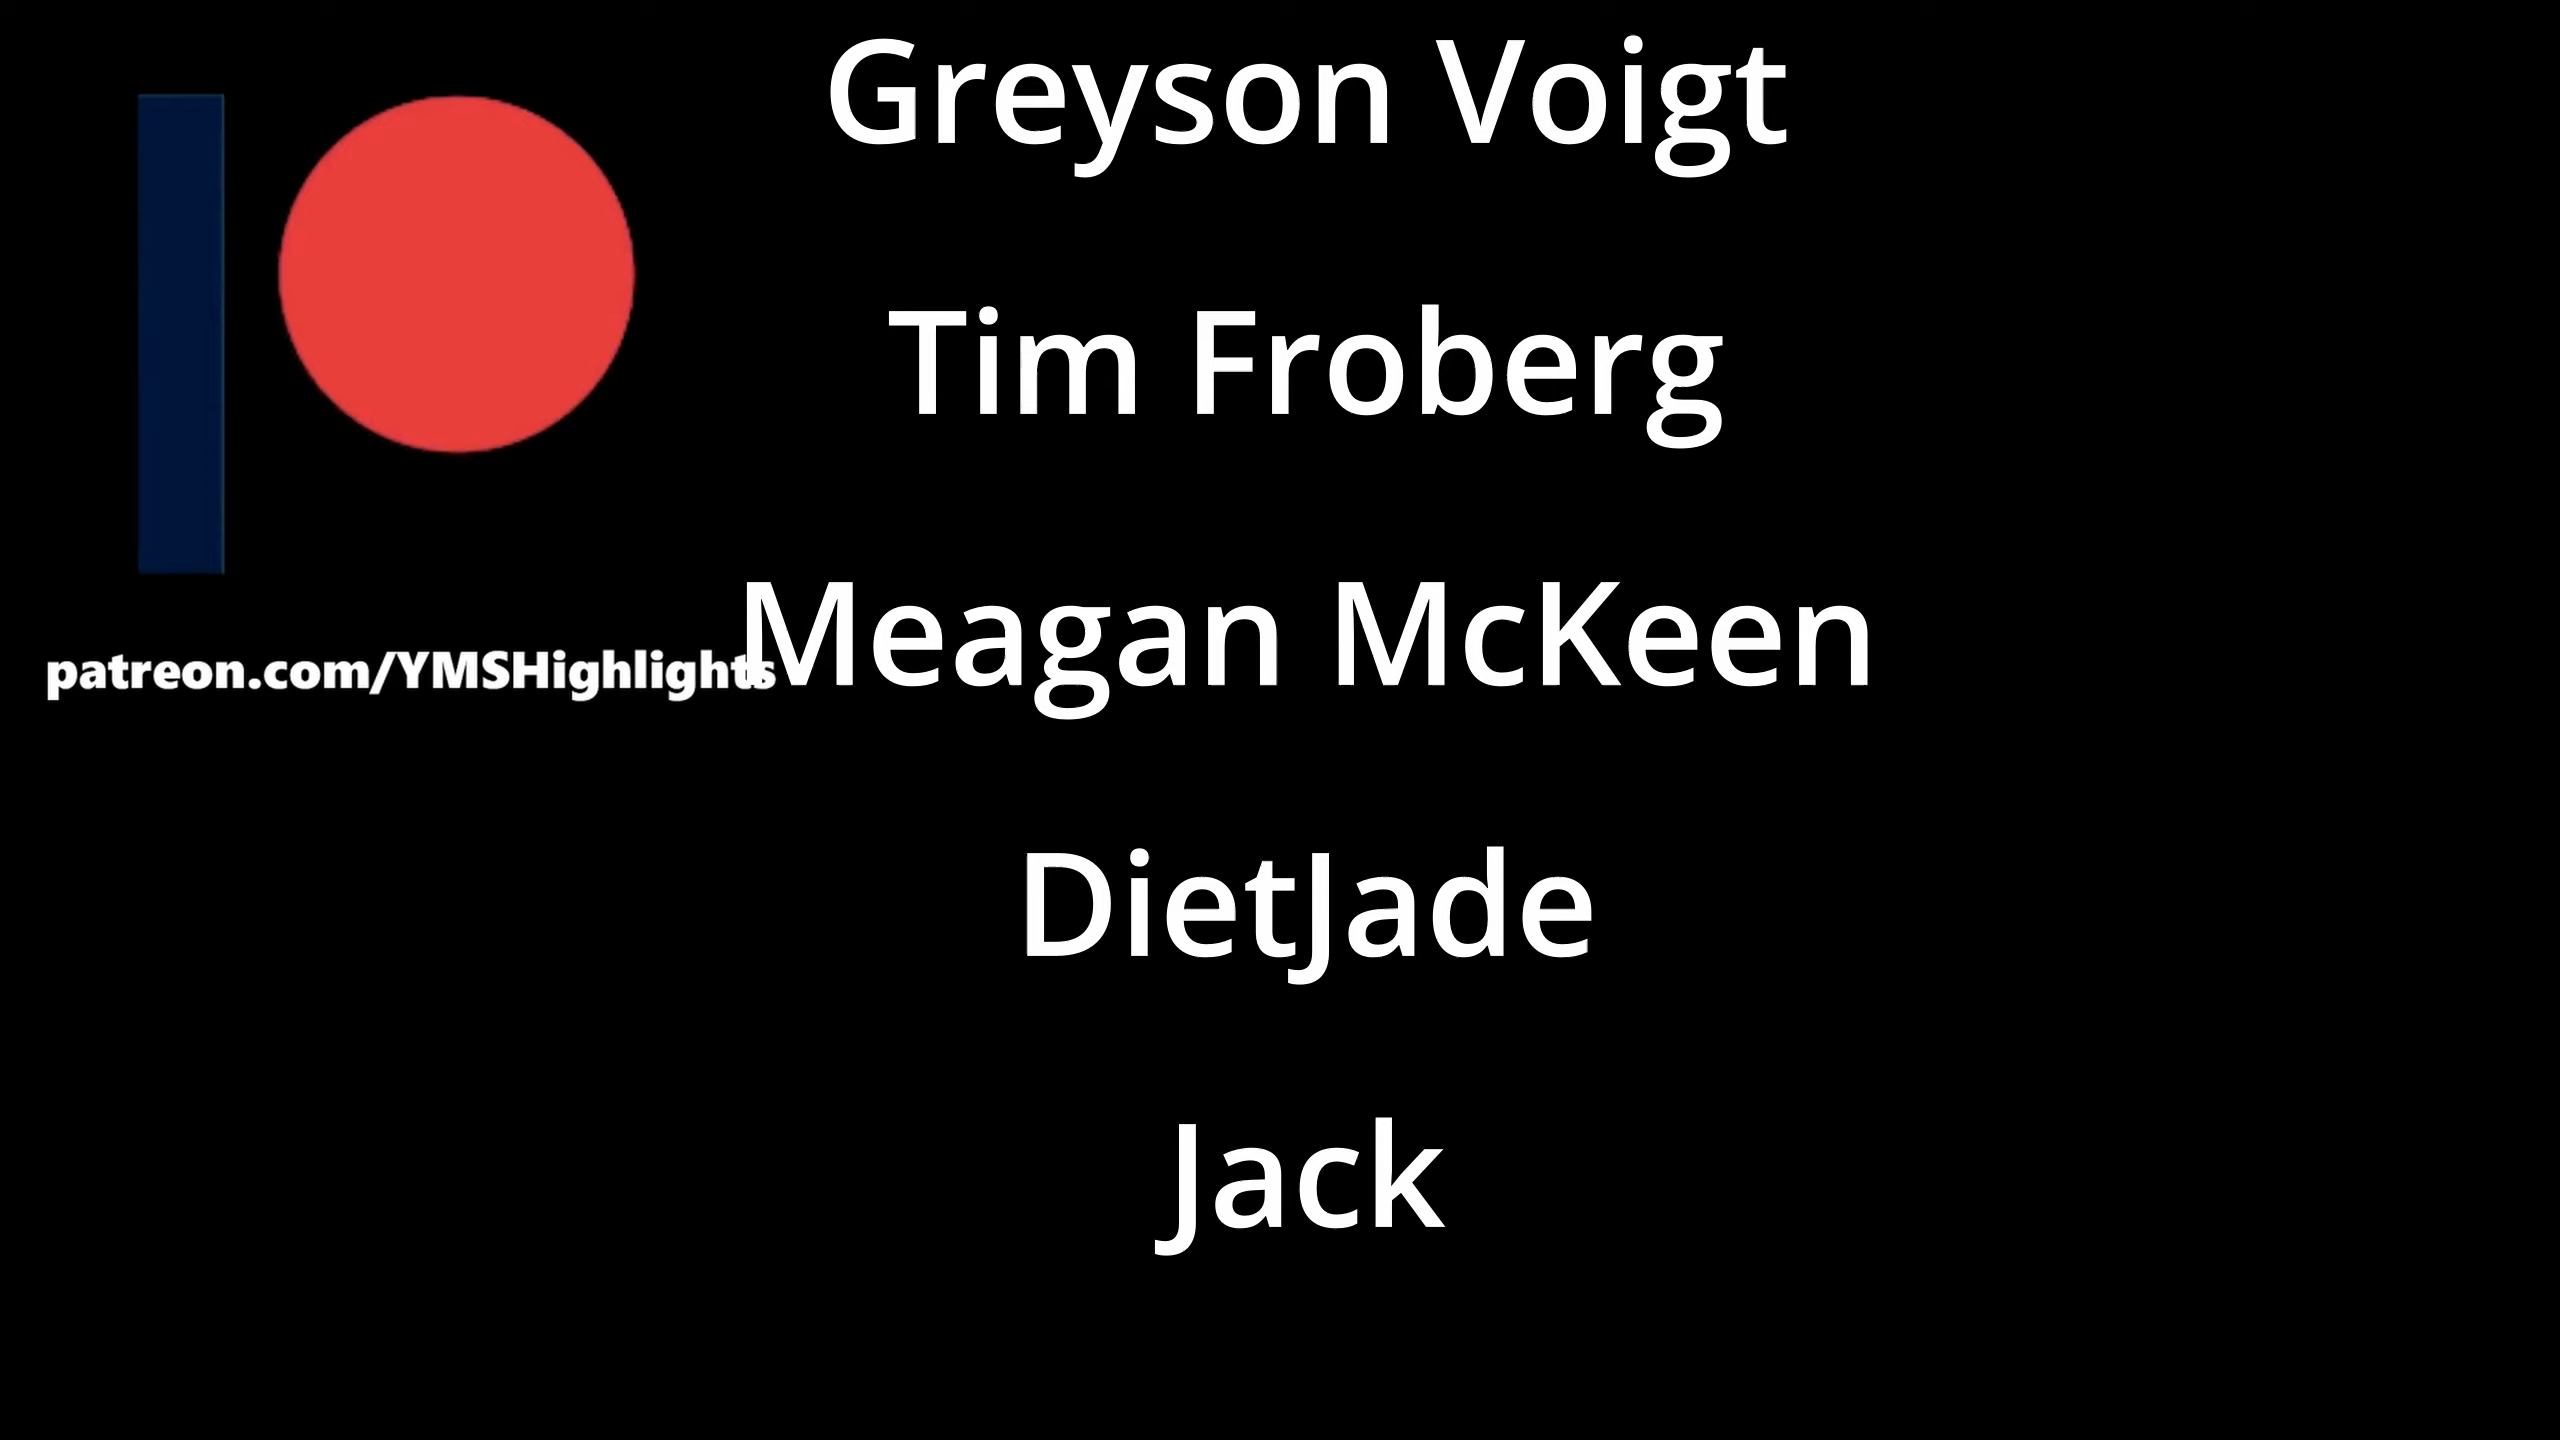 Greyson Voigt
Tim Froberg
Meagan McKeen
patreon.com/YMSHighlights
DietJade
Jack